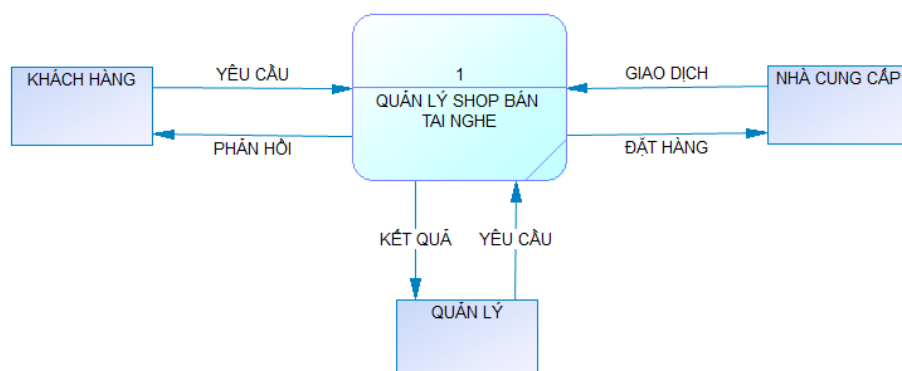 KHÁCH HÀNG
YÊU CẦU
PHẢN HỒI
1
QUẢN LÝ SHOP BÁN
TAI NGHE
GIAO DỊCH
ĐẶT HÀNG
NHÀ CUNG CẤP
KẾT QUẢ
YÊU CẦU
QUẢN LÝ